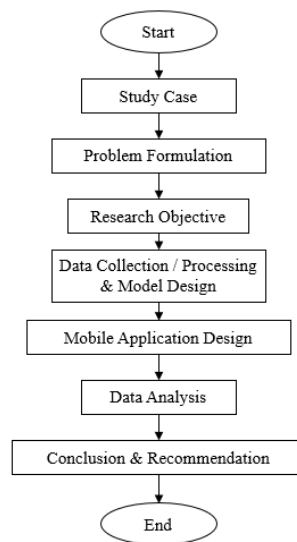 Start
Study Case
Problem Formulation
Research Objective
Data Collection / Processing
& Model Design
Mobile Application Design
Data Analysis
Conclusion & Recommendation
End